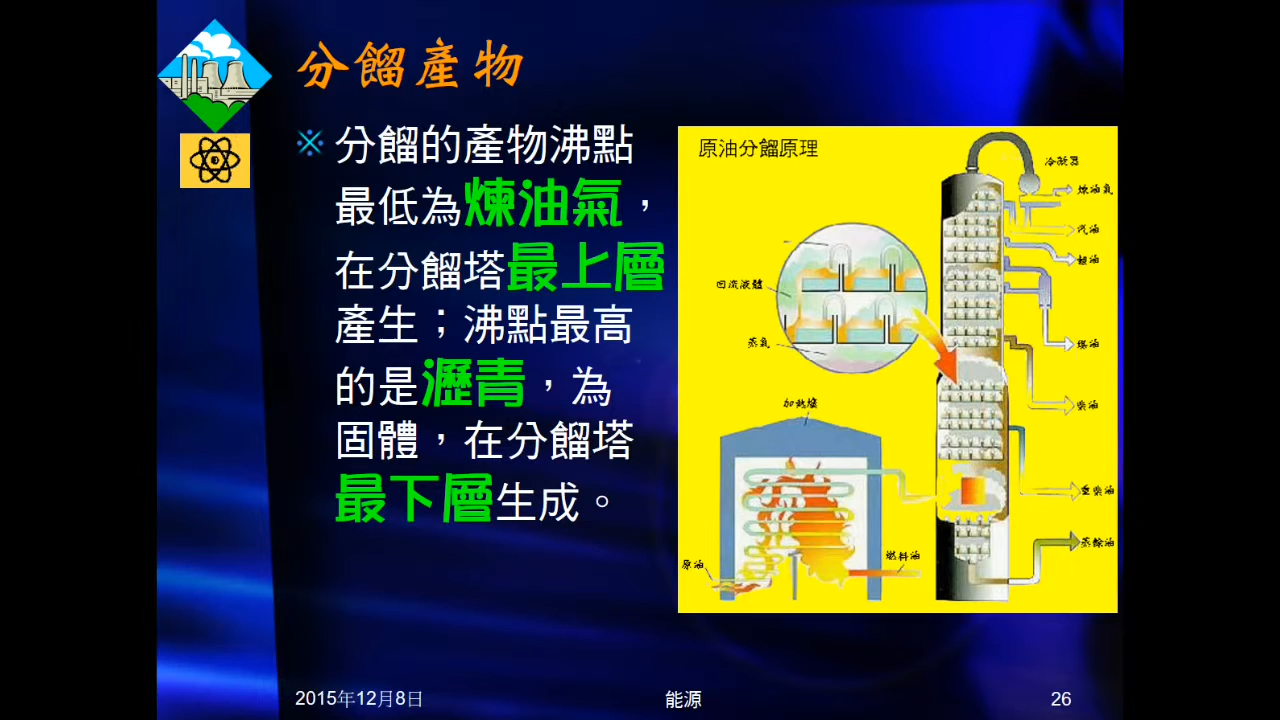 分餾產物
※分餾的產物沸點
最低為煉油氣，
在分餾塔最上層
產生；沸點最高
的是瀝青，為
固體，在分餾塔
最下層生成。
原油分餾原理
冷凝器
煉油氣
汽油
輕油
回流液體
蒸氣
煤油
加熱爐
柴油
重柴油
蒸餘油
燃料油
原油
2015年12月8日
能源
26